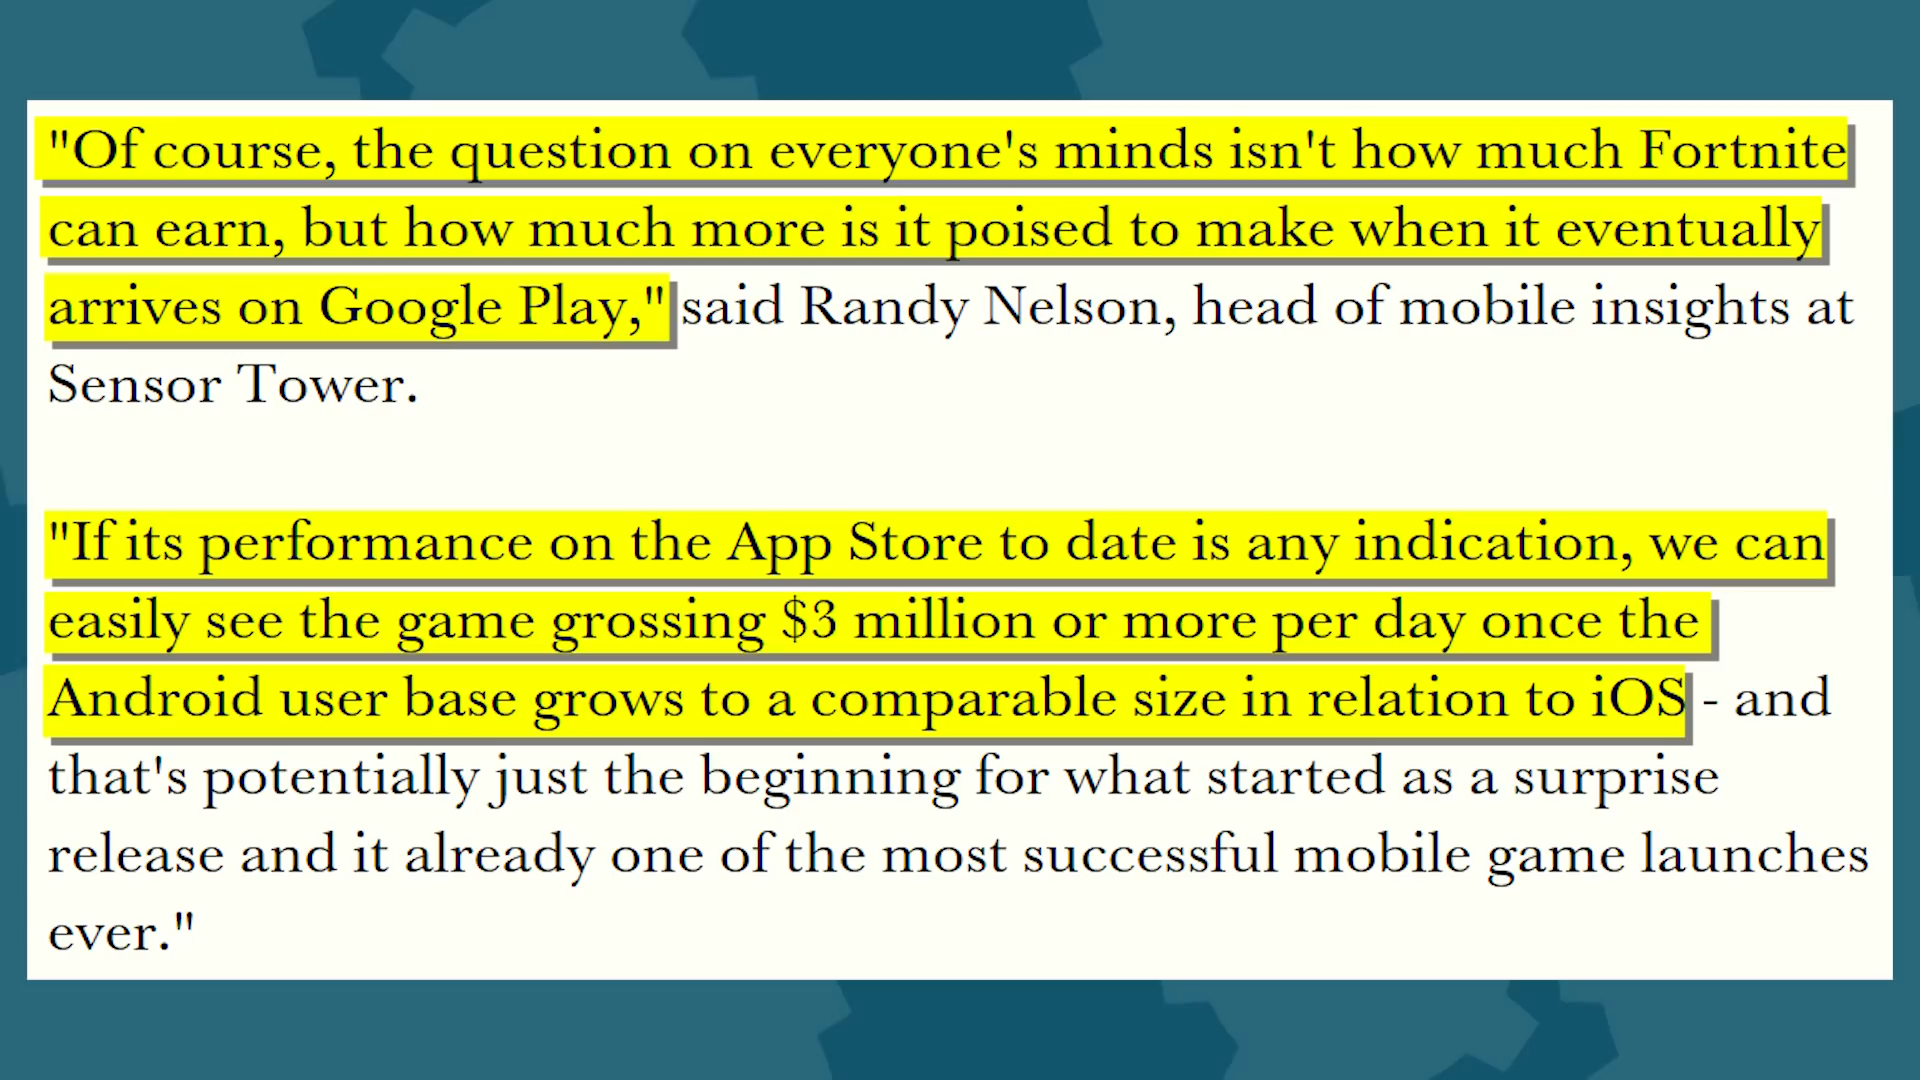 "Of course, the question on everyone's minds isn't how much Fortnite
can earn, but how much more is it poised to make when it eventually
arrives on Google Play," said Randy Nelson, head of mobile insights at
Sensor Tower.
"If its performance on the App Store to date is any indication, we can
easily see the game grossing $3 million or more per day once the
Android user base grows to a comparable size in relation to iOS - and
that's potentially just the beginning for what started as a surprise
release and it already one of the most successful mobile game launches
ever."